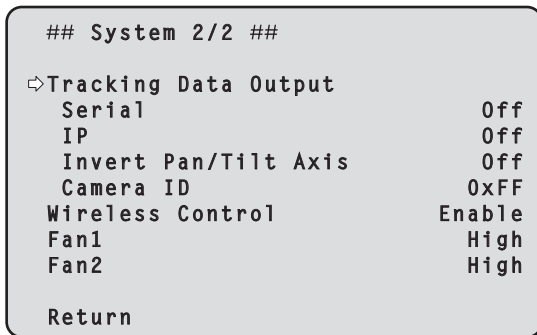 ## System 2/2 ##
⇨Tracking Data Output
Serial Off
IP Off
Invert Pan/Tilt Axis Off
Camera ID 0xFF
Wireless Control Enable
Fan1 High
Fan2 High
Return